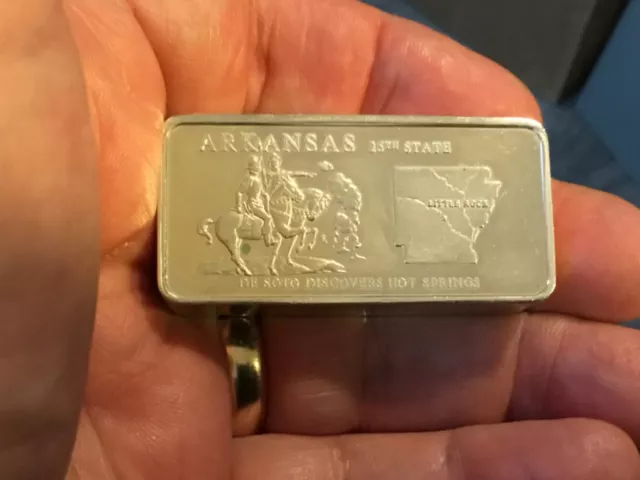 ARKANSAS 25TH STATE
LITTLE ROCK
DE SOTO DISCOVERS HOT SPRINGS